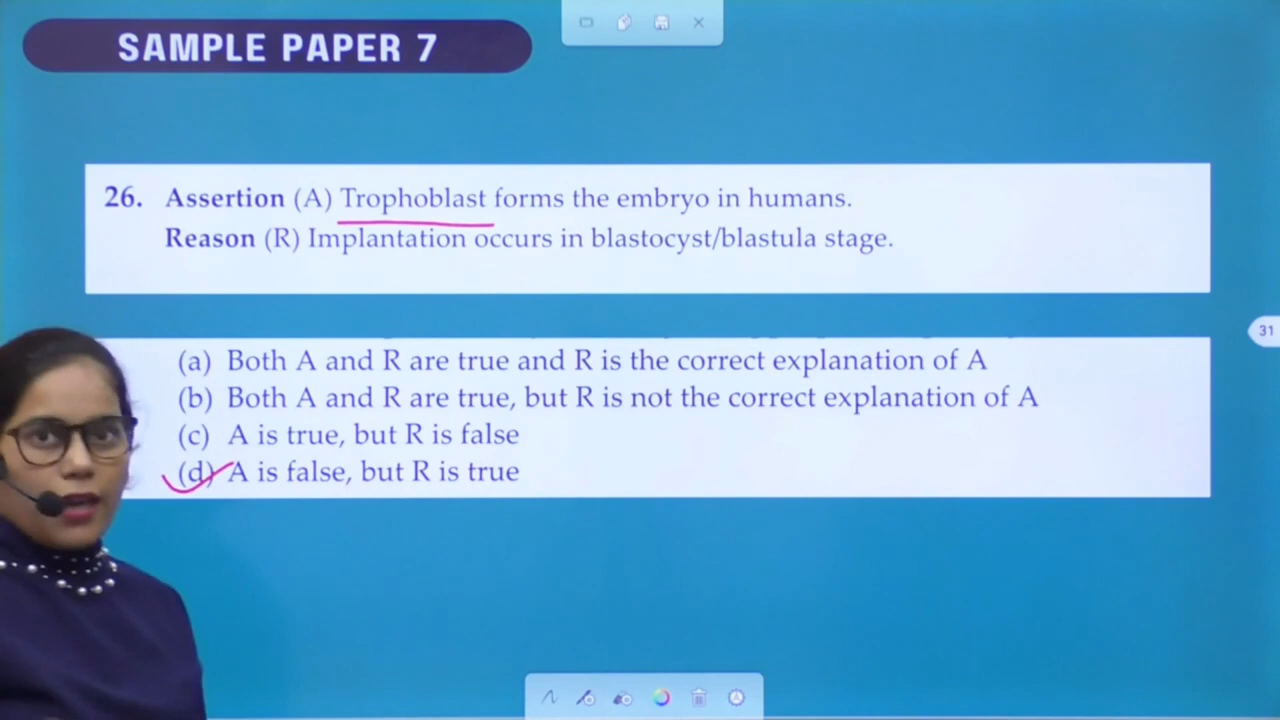 SAMPLE PAPER 7
26. Assertion (A) Trophoblast forms the embryo in humans.
Reason (R) Implantation occurs in blastocyst/blastula stage.
31
(a) Both A and R are true and R is the correct explanation of A
(b) Both A and R are true, but R is not the correct explanation of A
(c) A is true, but R is false
(d) A is false, but R is true